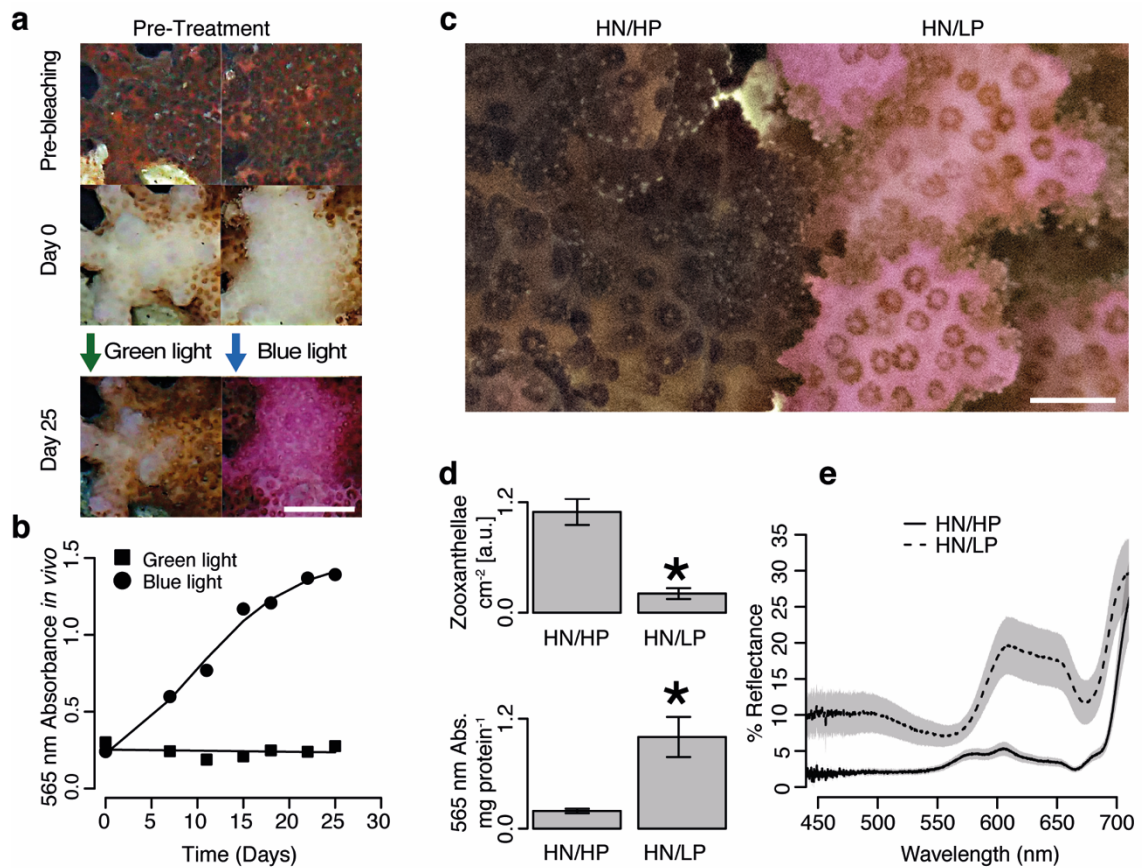 a
Pre-Treatment
Pre-bleaching
Day 0
Green light Blue light
Day 25
b
565 nm Absorbance in vivo
1.5
1.0
0.5
0.0
Green light
Blue light
0 5 10 15 20 25 30
Time (Days)
c
HN/HP HN/LP
d
Zooxanthellae
cm⁻² [a.u.]
1.2
0.0
*
HN/HP HN/LP
565 nm Abs.
mg protein⁻¹
1.2
0.0
*
HN/HP HN/LP
e
HN/HP
HN/LP
% Reflectance
35
30
25
20
15
10
5
0
450 500 550 600 650 700
Wavelength (nm)